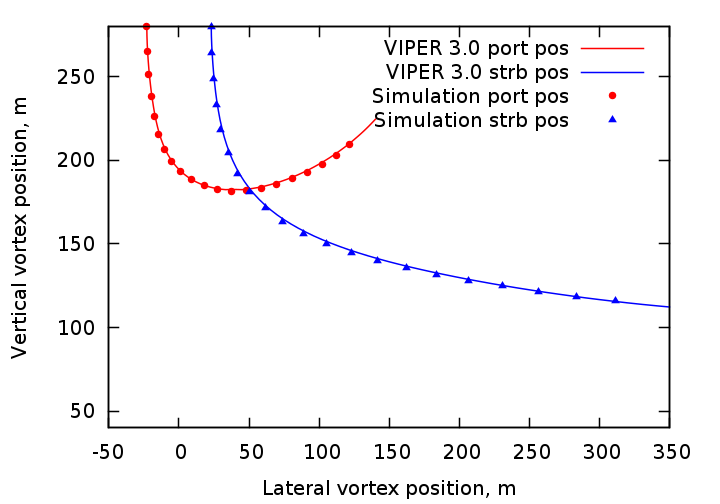 VIPER 3.0 port pos
VIPER 3.0 strb pos
Simulation port pos
Simulation strb pos
250
200
150
100
50
Vertical vortex position, m
-50 0 50 100 150 200 250 300 350
Lateral vortex position, m